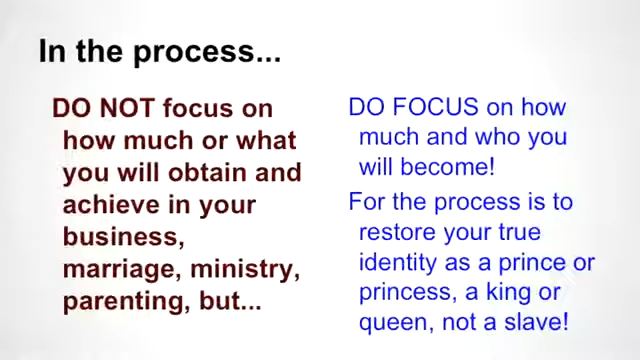 In the process...
DO NOT focus on
how much or what
you will obtain and
achieve in your
business,
marriage, ministry,
parenting, but...
DO FOCUS on how
much and who you
will become!
For the process is to
restore your true
identity as a prince or
princess, a king or
queen, not a slave!